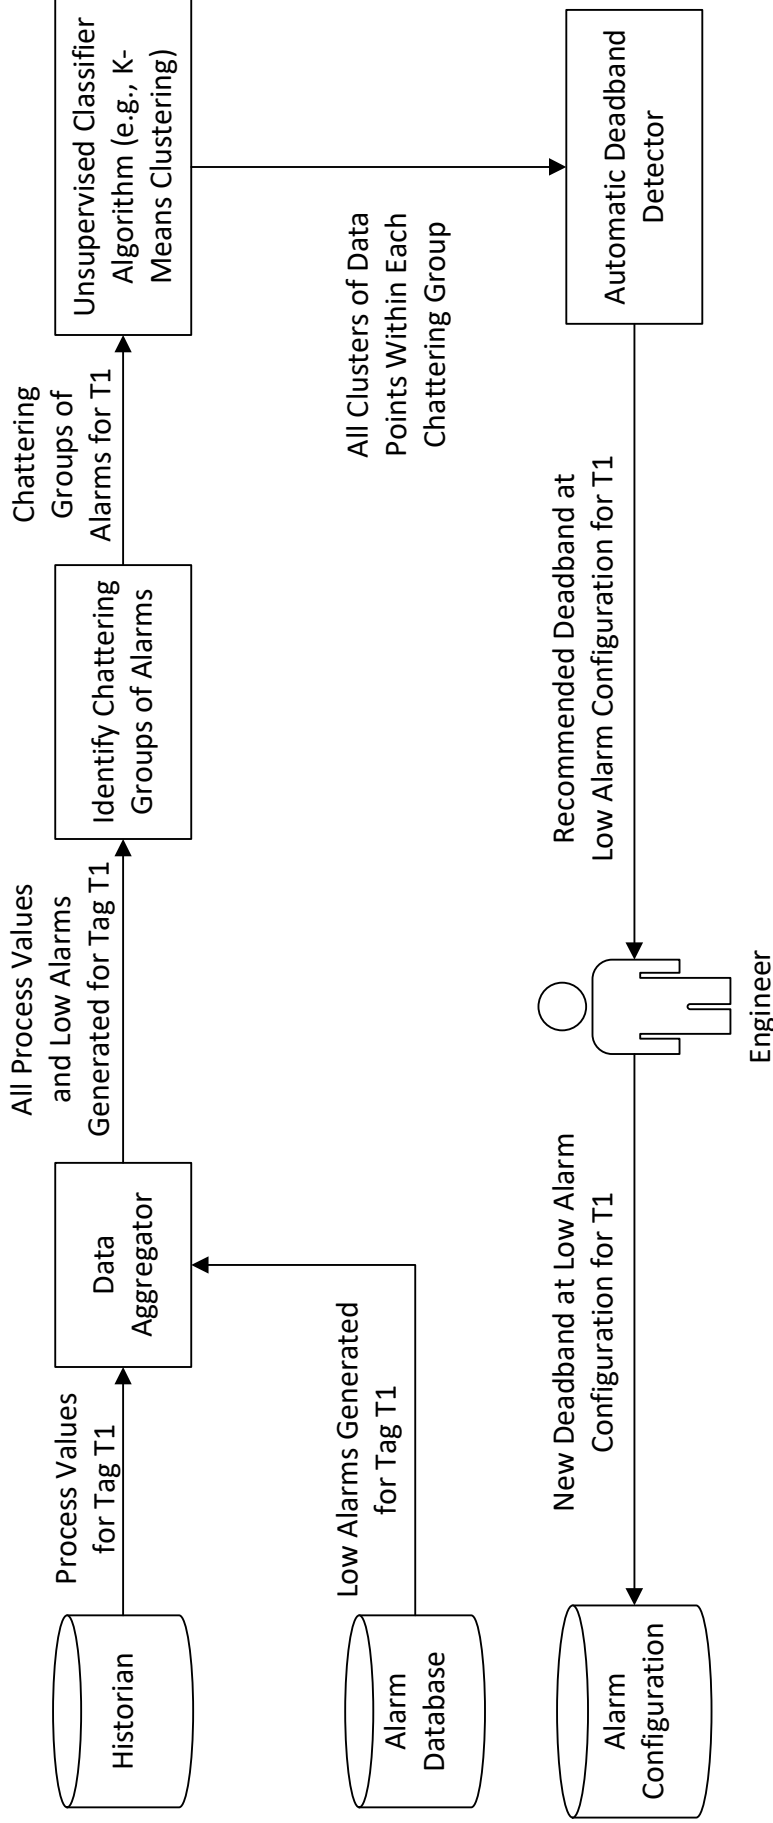 Historian
Process Values
for Tag T1
Data
Aggregator
All Process Values
and Low Alarms
Generated for Tag T1
Identify Chattering
Groups of Alarms
Chattering
Groups of
Alarms for T1
Unsupervised Classifier
Algorithm (e.g., K-
Means Clustering)
Alarm
Database
Low Alarms Generated
for Tag T1
All Clusters of Data
Points Within Each
Chattering Group
Automatic Deadband
Detector
Recommended Deadband at
Low Alarm Configuration for T1
Engineer
New Deadband at Low Alarm
Configuration for T1
Alarm
Configuration